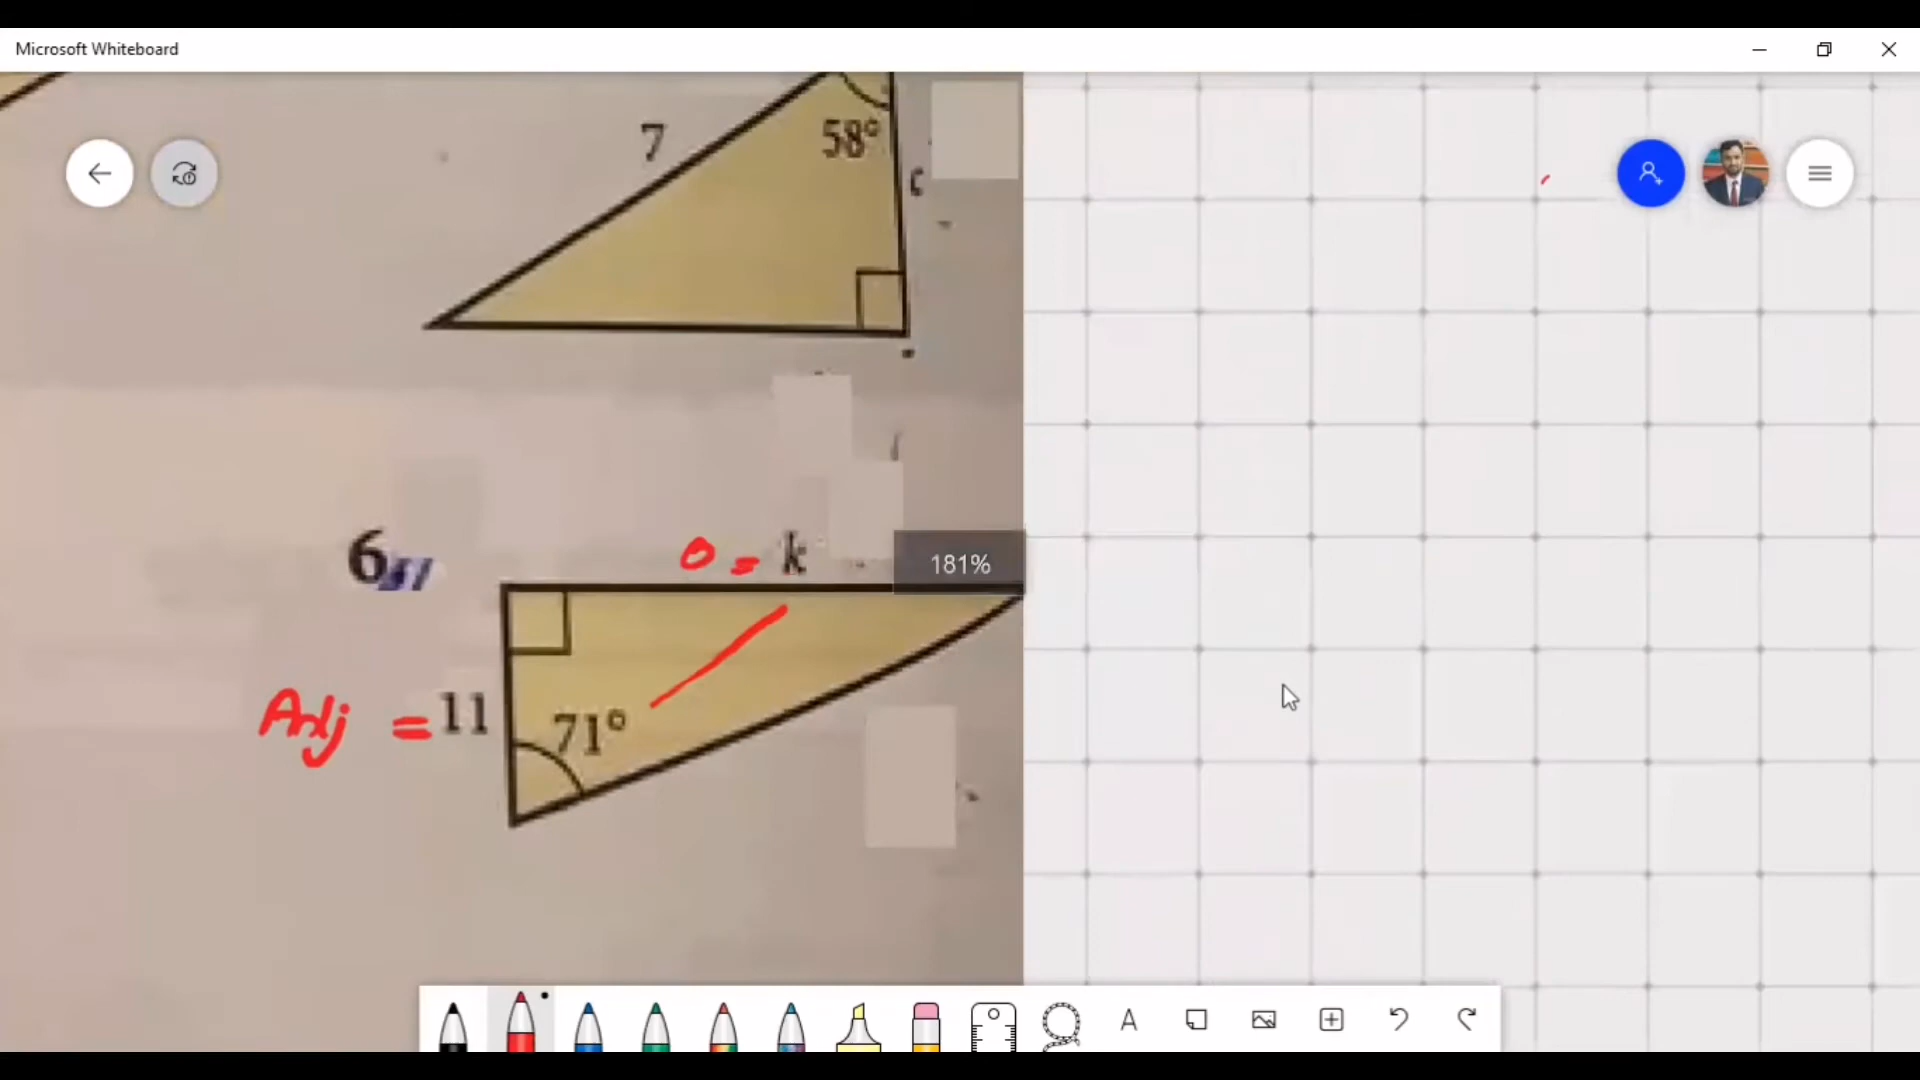 Microsoft Whiteboard
7
58°
c
6
O = k
181%
Adj = 11
71°
A